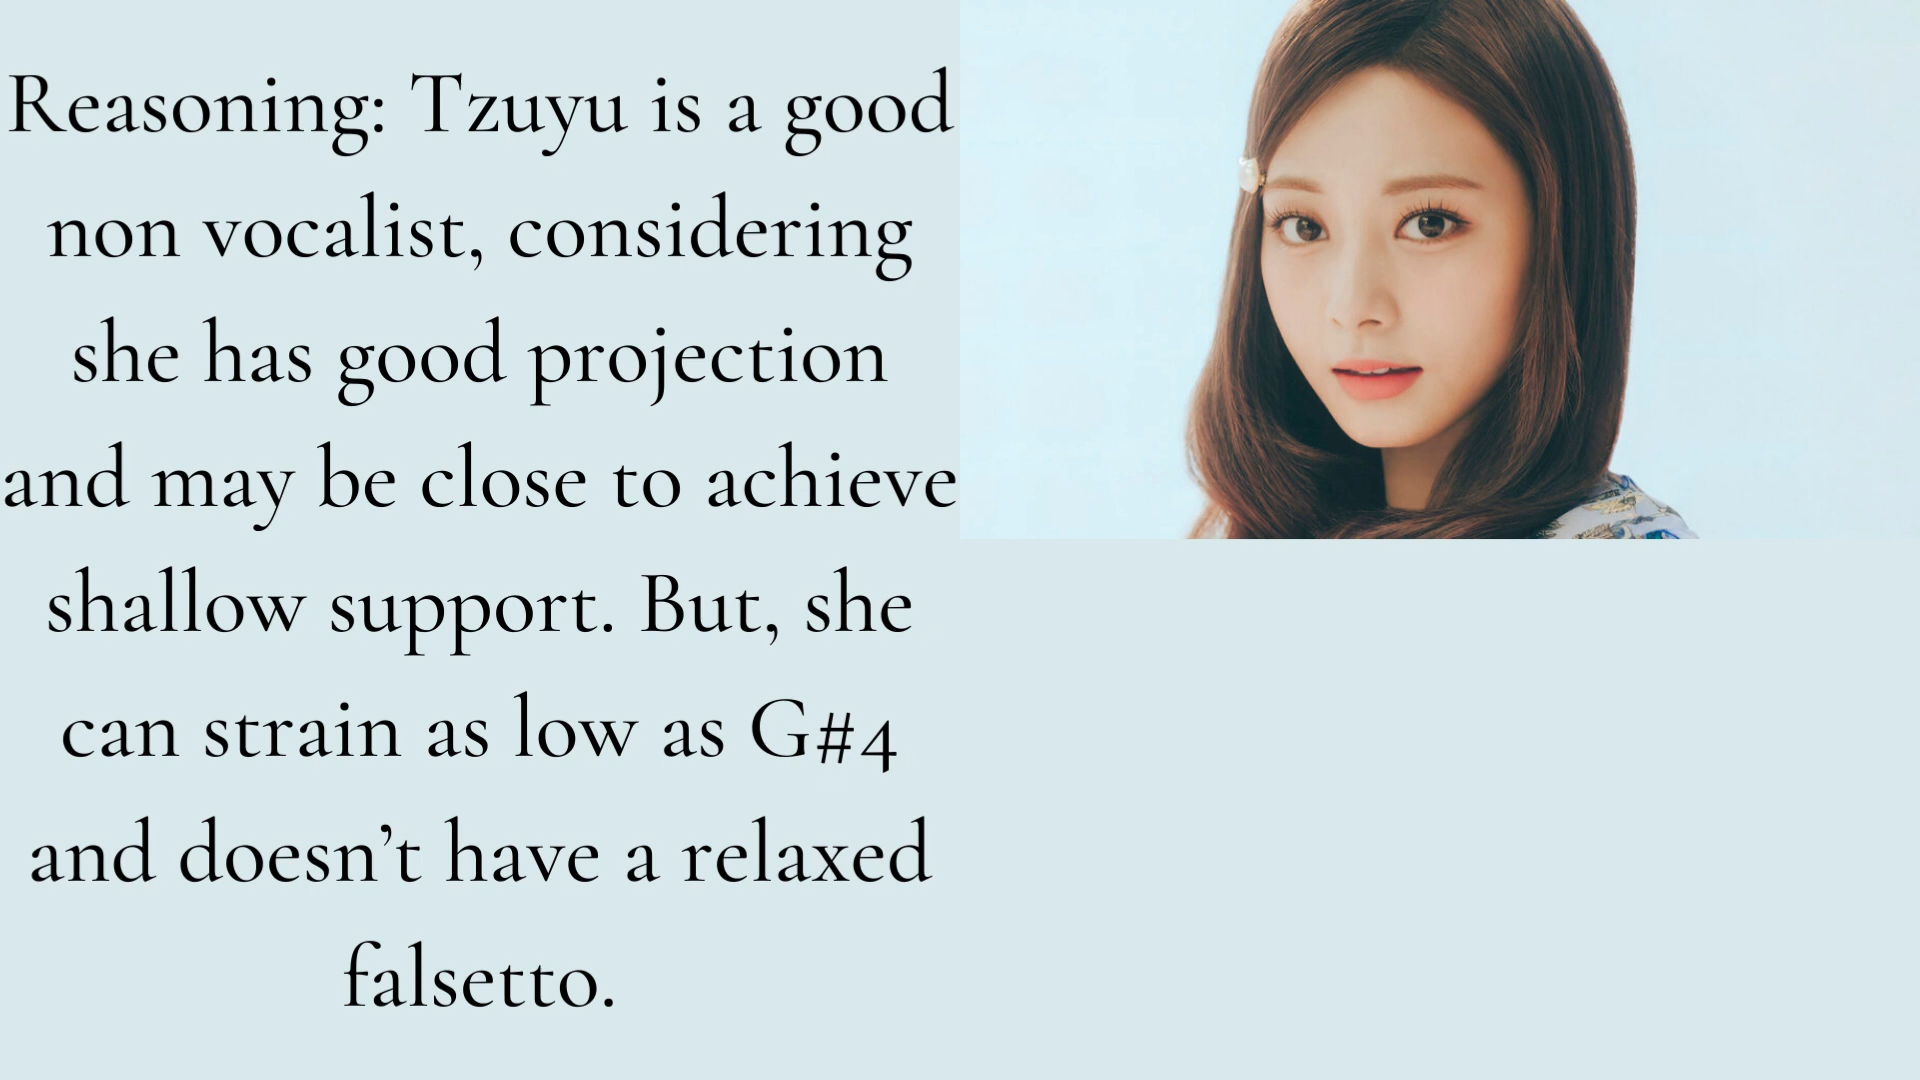 Reasoning: Tzuyu is a good
non vocalist, considering
she has good projection
and may be close to achieve
shallow support. But, she
can strain as low as G#4
and doesn’t have a relaxed
falsetto.